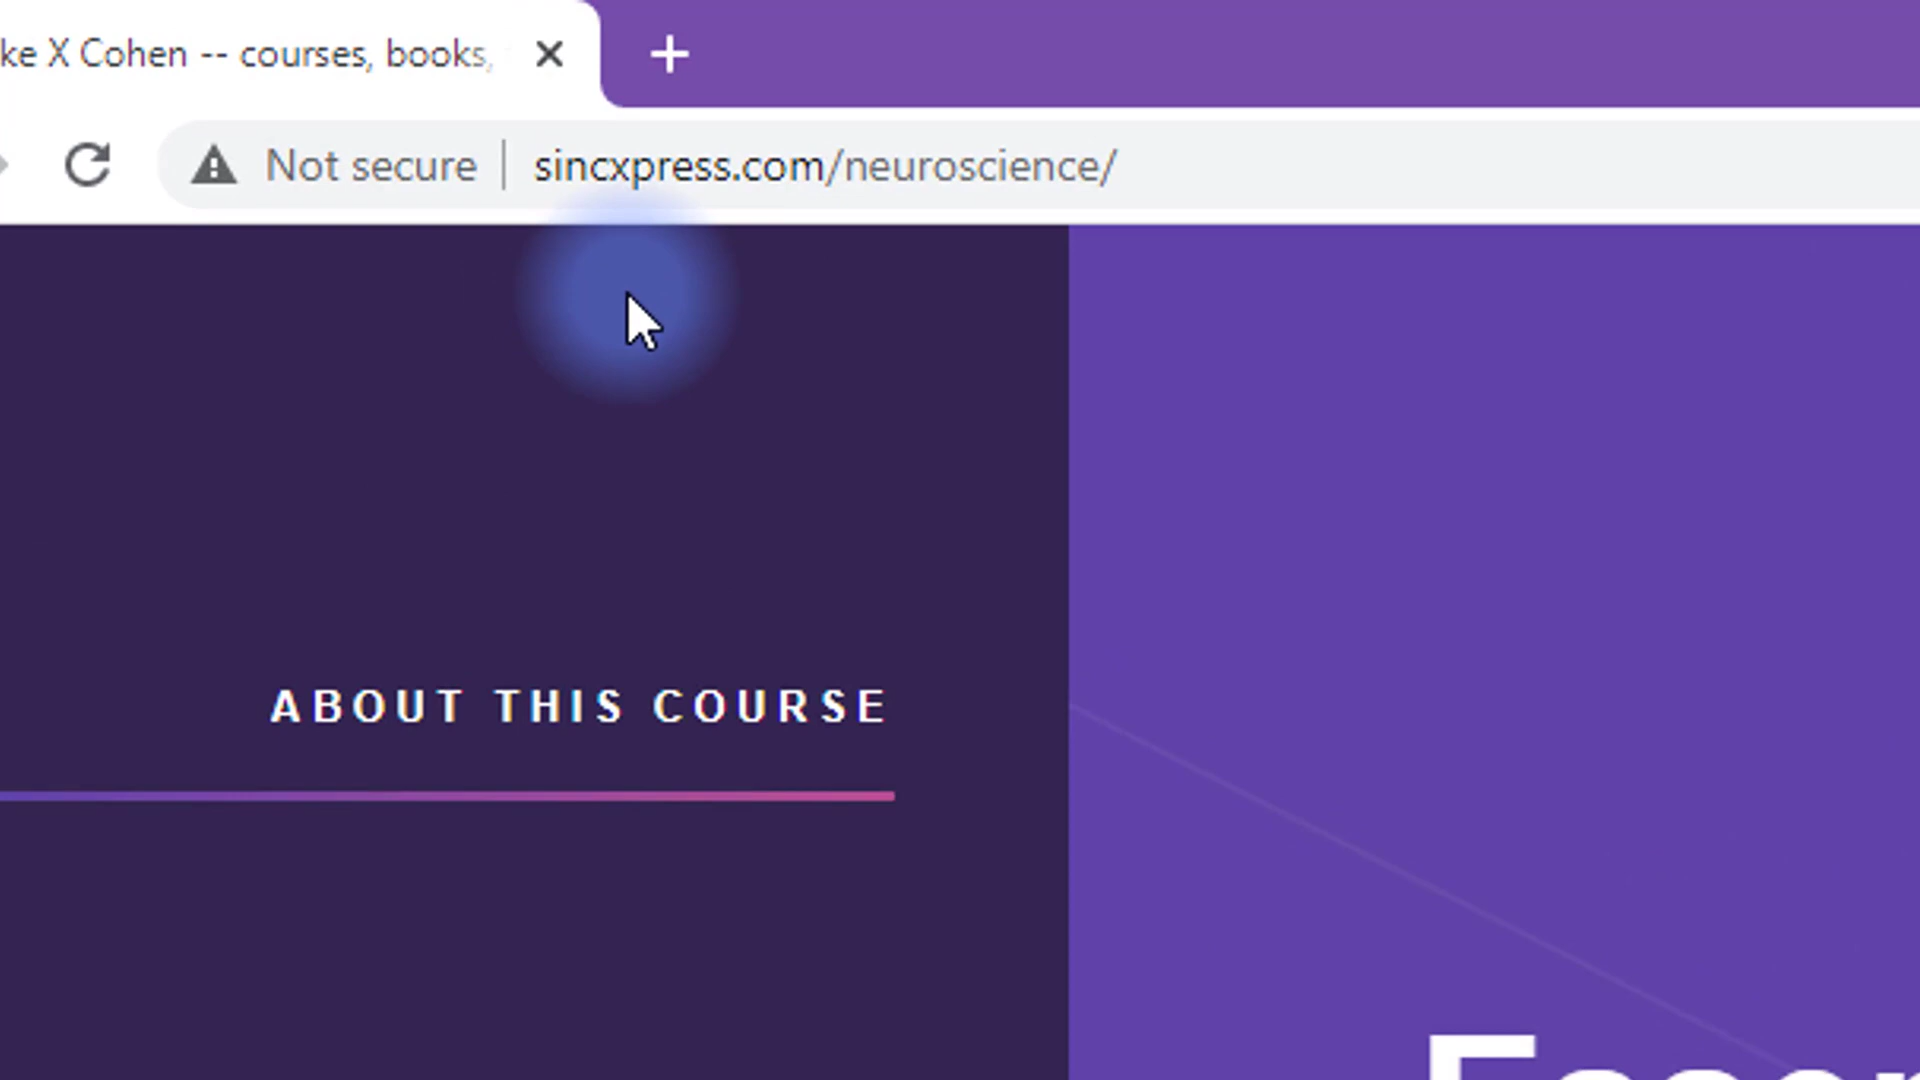 ke X Cohen -- courses, books,
Not secure | sincxpress.com/neuroscience/
ABOUT THIS COURSE